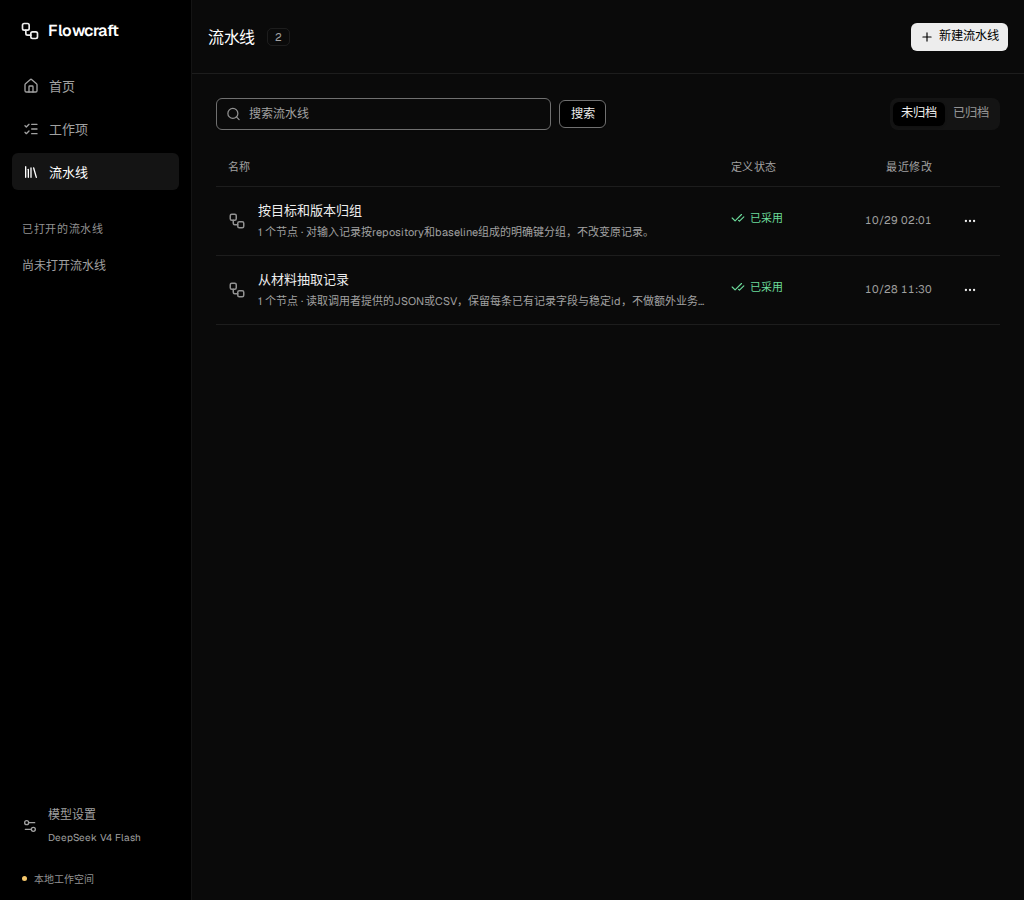 Flowcraft
首页
工作项
流水线
已打开的流水线
尚未打开流水线
模型设置
DeepSeek V4 Flash
本地工作空间
流水线 2
新建流水线
搜索流水线
搜索
未归档 已归档
名称 定义状态 最近修改
按目标和版本归组
1 个节点 · 对输入记录按repository和baseline组成的明确键分组，不改变原记录。
已采用
10/29 02:01
从材料抽取记录
1 个节点 · 读取调用者提供的JSON或CSV，保留每条已有记录字段与稳定id，不做额外业务…
已采用
10/28 11:30